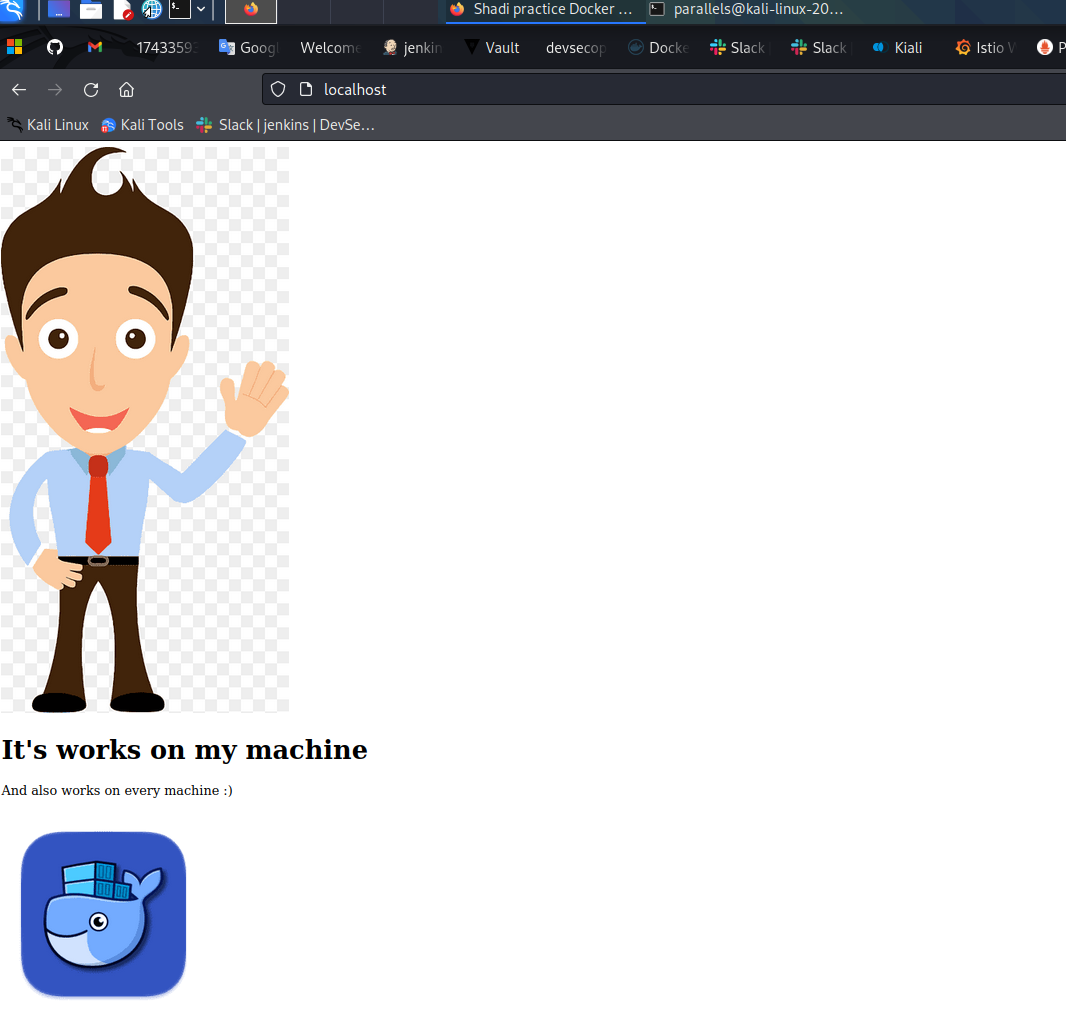 Shadi practice Docker ...
parallels@kali-linux-20...
Googl
Welcome
jenkin
Vault
devsecop
Docke
Slack
Slack
Kiali
Istio
localhost
Kali Linux
Kali Tools
Slack | jenkins | DevSe...
It's works on my machine
And also works on every machine :)